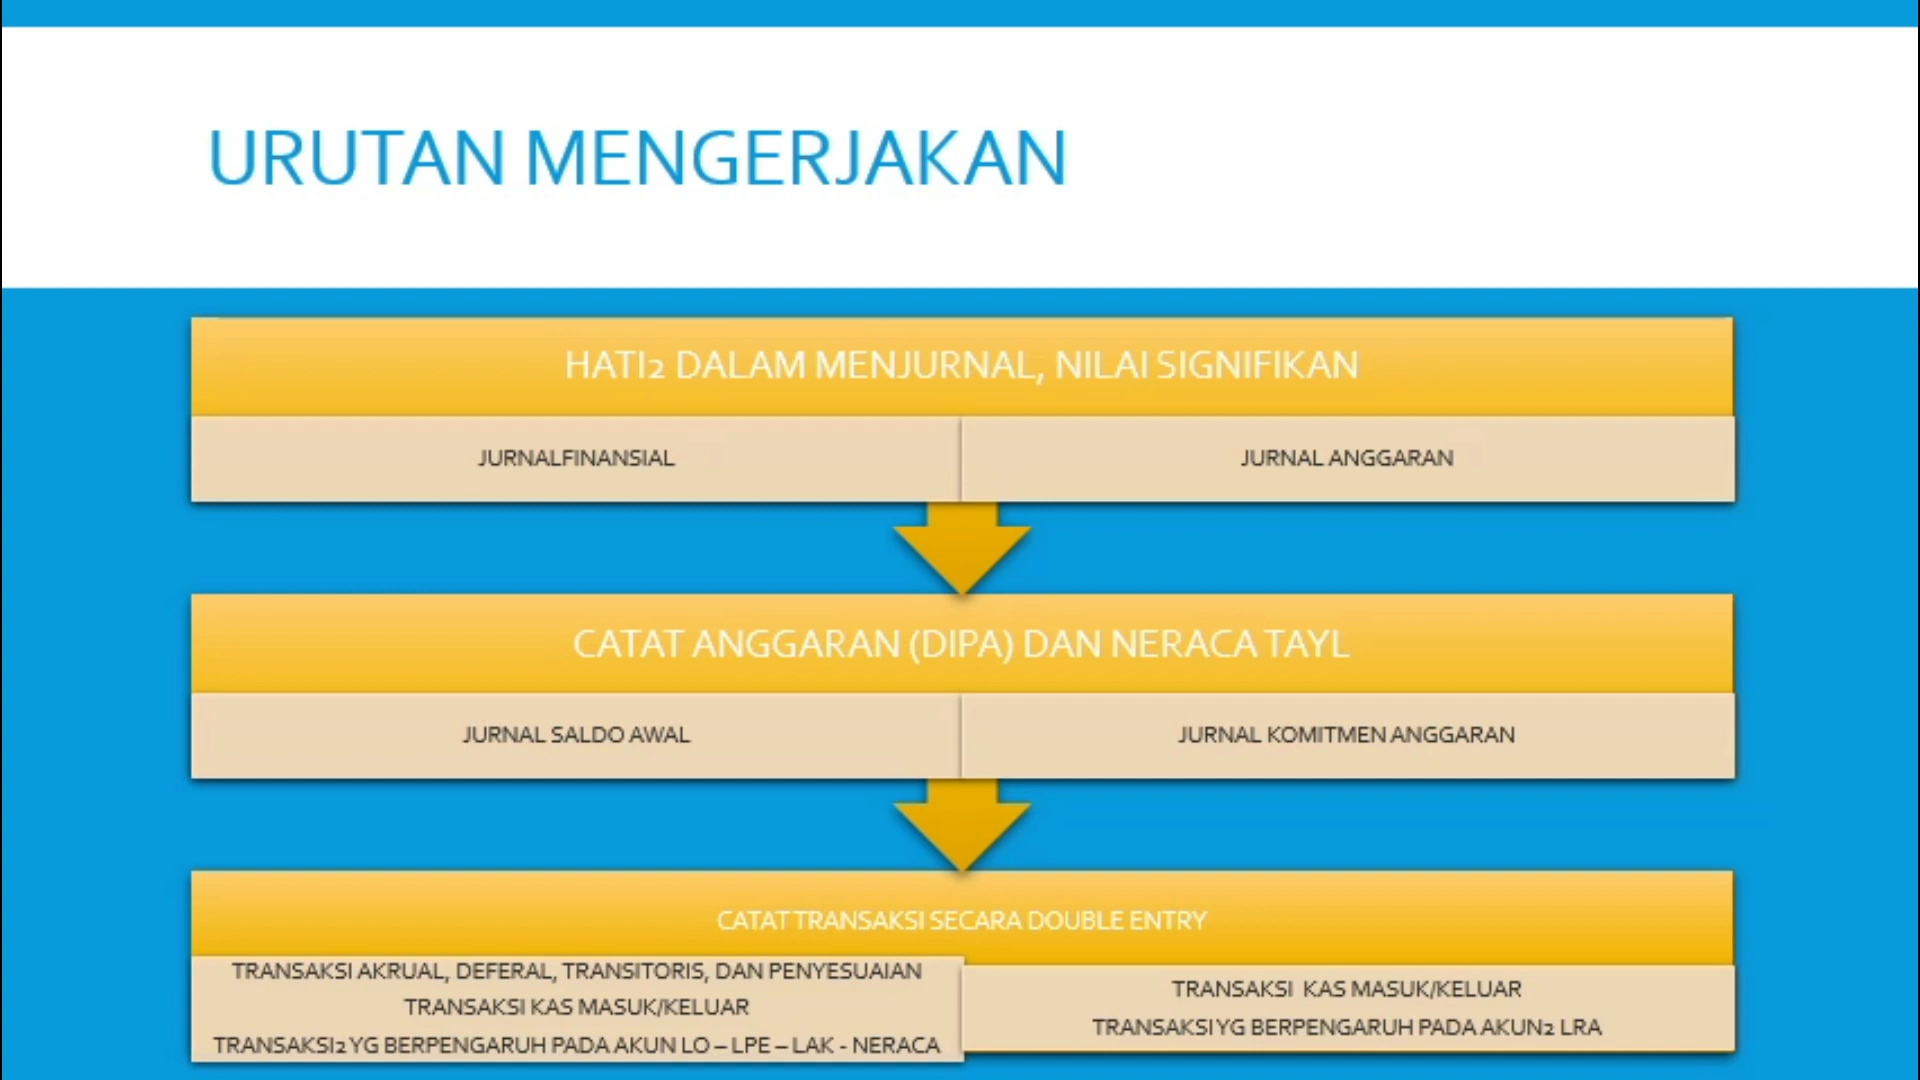 URUTAN MENGERJAKAN
HATI2 DALAM MENJURNAL, NILAI SIGNIFIKAN
JURNALFINANSIAL
JURNAL ANGGARAN
CATAT ANGGARAN (DIPA) DAN NERACA TAYL
JURNAL SALDO AWAL
JURNAL KOMITMEN ANGGARAN
CATAT TRANSAKSI SECARA DOUBLE ENTRY
TRANSAKSI AKRUAL, DEFERAL, TRANSITORIS, DAN PENYESUAIAN
TRANSAKSI KAS MASUK/KELUAR
TRANSAKSI2 YG BERPENGARUH PADA AKUN LO – LPE – LAK - NERACA
TRANSAKSI KAS MASUK/KELUAR
TRANSAKSI YG BERPENGARUH PADA AKUN2 LRA